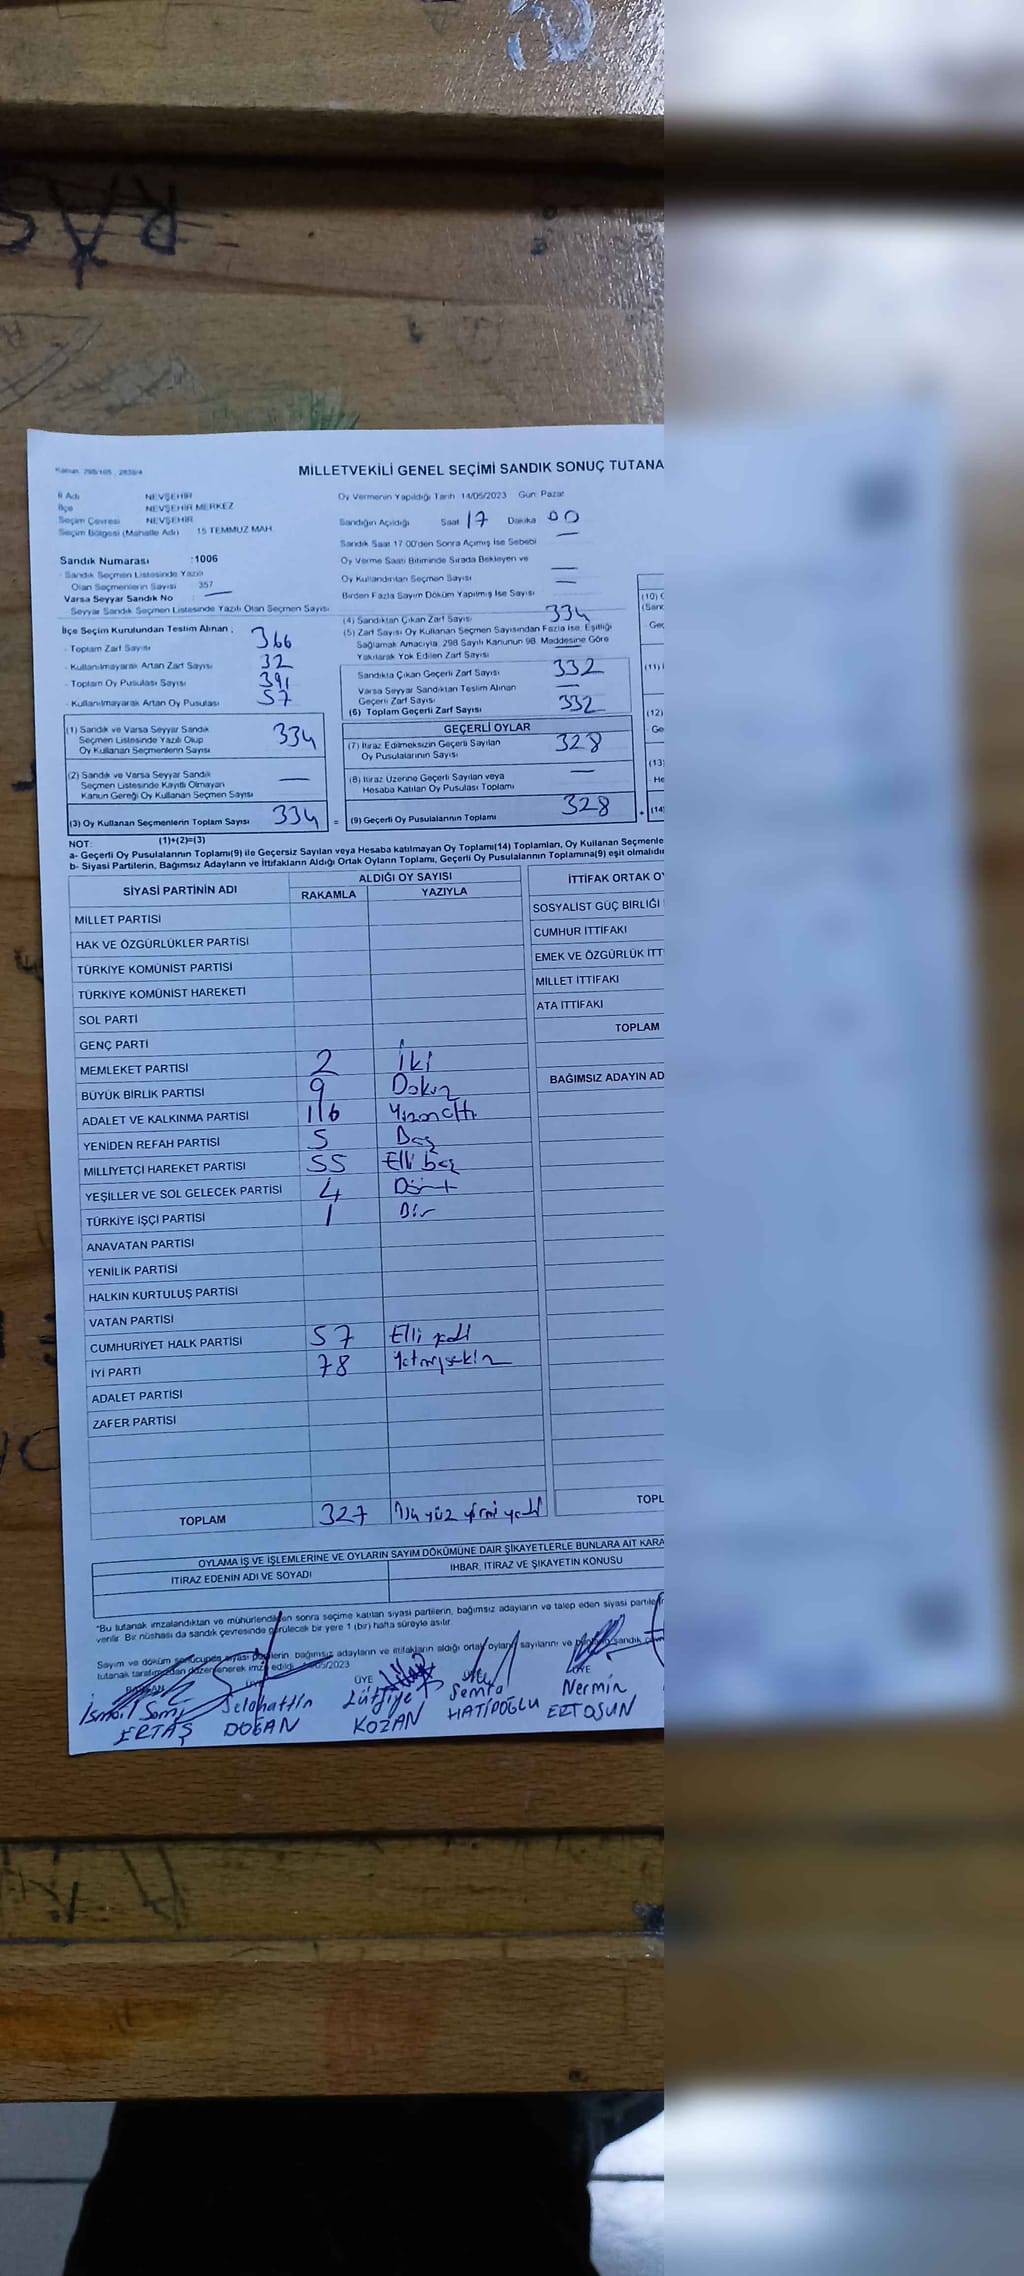 Kanun: 298/105 , 2839/4
MİLLETVEKİLİ GENEL SEÇİMİ SANDIK SONUÇ TUTANA
İl Adı NEVŞEHİR
İlçe NEVŞEHİR MERKEZ
Seçim Çevresi NEVŞEHİR
Seçim Bölgesi (Mahalle Adı) 15 TEMMUZ MAH.
Oy Vermenin Yapıldığı Tarih 14/05/2023 Gün: Pazar
Sandığın Açıldığı Saat 17 Dakika 00
Sandık Saat 17:00'den Sonra Açılmış İse Sebebi —
Sandık Numarası :1006
Oy Verme Saati Bitiminde Sırada Bekleyen ve
Oy Kullandırılan Seçmen Sayısı —
- Sandık Seçmen Listesinde Yazılı
Olan Seçmenlerin Sayısı 357
Birden Fazla Sayım Döküm Yapılmış İse Sayısı —
Varsa Seyyar Sandık No : —
- Seyyar Sandık Seçmen Listesinde Yazılı Olan Seçmen Sayısı
İlçe Seçim Kurulundan Teslim Alınan ;
- Toplam Zarf Sayısı 366
- Kullanılmayarak Artan Zarf Sayısı 32
- Toplam Oy Pusulası Sayısı 391
- Kullanılmayarak Artan Oy Pusulası 57
(4) Sandıktan Çıkan Zarf Sayısı 334
(5) Zarf Sayısı Oy Kullanan Seçmen Sayısından Fazla İse, Eşitliği
Sağlamak Amacıyla, 298 Sayılı Kanunun 98. Maddesine Göre
Yakılarak Yok Edilen Zarf Sayısı —
Sandıkta Çıkan Geçerli Zarf Sayısı 332
Varsa Seyyar Sandıktan Teslim Alınan
Geçerli Zarf Sayısı —
(6) Toplam Geçerli Zarf Sayısı 332
(1) Sandık ve Varsa Seyyar Sandık
Seçmen Listesinde Yazılı Olup
Oy Kullanan Seçmenlerin Sayısı 334
(2) Sandık ve Varsa Seyyar Sandık
Seçmen Listesinde Kayıtlı Olmayan
Kanun Gereği Oy Kullanan Seçmen Sayısı —
(3) Oy Kullanan Seçmenlerin Toplam Sayısı 334 =
(1)+(2)=(3)
GEÇERLİ OYLAR
(7) İtiraz Edilmeksizin Geçerli Sayılan
Oy Pusulalarının Sayısı 328
(8) İtiraz Üzerine Geçerli Sayılan veya
Hesaba Katılan Oy Pusulası Toplamı —
(9) Geçerli Oy Pusulalarının Toplamı 328
(10)
(11)
(12)
Ge
(13)
He
(14)
NOT:
a- Geçerli Oy Pusulalarının Toplamı(9) ile Geçersiz Sayılan veya Hesaba katılmayan Oy Toplamı(14) Toplamları, Oy Kullanan Seçmenle
b- Siyasi Partilerin, Bağımsız Adayların ve İttifakların Aldığı Ortak Oyların Toplamı, Geçerli Oy Pusulalarının Toplamına(9) eşit olmalıdı
SİYASİ PARTİNİN ADI ALDIĞI OY SAYISI
RAKAMLA YAZIYLA
MİLLET PARTİSİ
HAK VE ÖZGÜRLÜKLER PARTİSİ
TÜRKİYE KOMÜNİST PARTİSİ
TÜRKİYE KOMÜNİST HAREKETİ
SOL PARTİ
GENÇ PARTİ
MEMLEKET PARTİSİ 2 İki
BÜYÜK BİRLİK PARTİSİ 9 Dokuz
ADALET VE KALKINMA PARTİSİ 116 Yüzonaltı
YENİDEN REFAH PARTİSİ 5 Beş
MİLLİYETÇİ HAREKET PARTİSİ 55 Elli beş
YEŞİLLER VE SOL GELECEK PARTİSİ 4 Dört
TÜRKİYE İŞÇİ PARTİSİ 1 Bir
ANAVATAN PARTİSİ
YENİLİK PARTİSİ
HALKIN KURTULUŞ PARTİSİ
VATAN PARTİSİ
CUMHURİYET HALK PARTİSİ 57 Elli yedi
İYİ PARTİ 78 Yetmişsekiz
ADALET PARTİSİ
ZAFER PARTİSİ
TOPLAM 327 Üç yüz yirmi yedi
İTTİFAK ORTAK OY
SOSYALİST GÜÇ BİRLİĞİ
CUMHUR İTTİFAKI
EMEK VE ÖZGÜRLÜK İTT
MİLLET İTTİFAKI
ATA İTTİFAKI
TOPLAM
BAĞIMSIZ ADAYIN AD
TOPL
OYLAMA İŞ VE İŞLEMLERİNE VE OYLARIN SAYIM DÖKÜMÜNE DAİR ŞİKAYETLERLE BUNLARA AİT KARA
İTİRAZ EDENİN ADI VE SOYADI İHBAR, İTİRAZ VE ŞİKAYETİN KONUSU
"Bu tutanak imzalandıktan ve mühürlendikten sonra seçime katılan siyasi partilerin, bağımsız adayların ve talep eden siyasi partile
verilir. Bir nüshası da sandık çevresinde görülecek bir yere 1 (bir) hafta süreyle asılır.
Sayım ve döküm sonucunda siyasi partilerin, bağımsız adayların ve ittifakların aldığı ortak oyların sayılarını ve sandık
tutanak tarafımızdan düzenlenerek imza edildi.
ÜYE
ÜYE
İsmail Sami ERTAŞ
Selahattin DOĞAN
Lütfiye KOZAN
Semra HATİPOĞLU
Nermin ERTOSUN